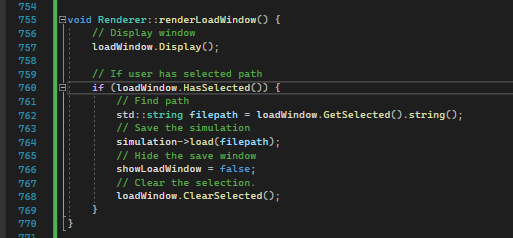 754
755 void Renderer::renderLoadWindow() {
756 // Display window
757 loadWindow.Display();
758
759 // If user has selected path
760 if (loadWindow.HasSelected()) {
761 // Find path
762 std::string filepath = loadWindow.GetSelected().string();
763 // Save the simulation
764 simulation->load(filepath);
765 // Hide the save window
766 showLoadWindow = false;
767 // Clear the selection.
768 loadWindow.ClearSelected();
769 }
770 }
771